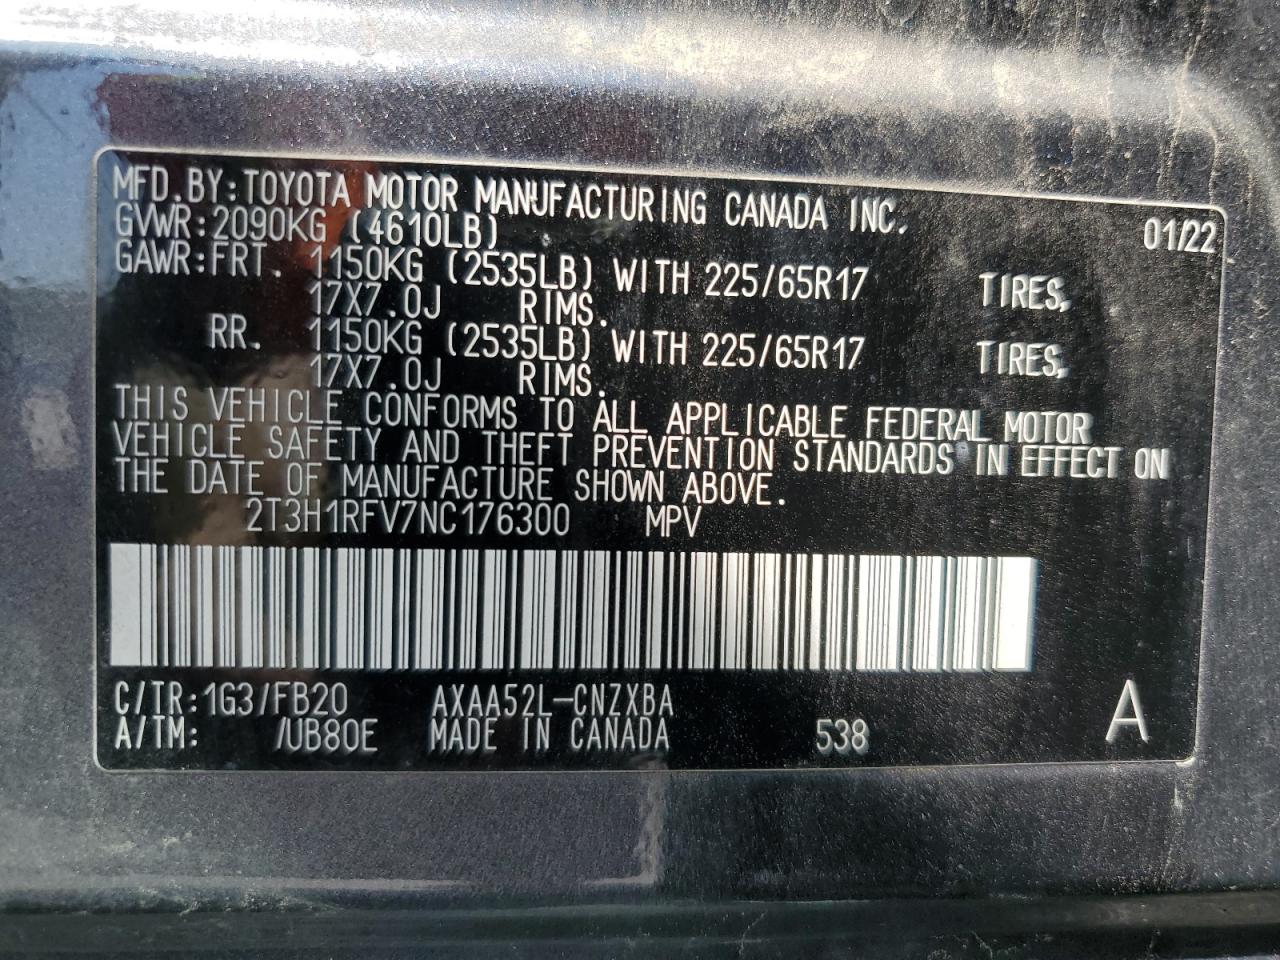 MFD.BY:TOYOTA MOTOR MANUFACTURING CANADA INC.
GVWR:2090KG (4610LB) 01/22
GAWR:FRT. 1150KG (2535LB) WITH 225/65R17 TIRES,
17X7.0J RIMS.
RR. 1150KG (2535LB) WITH 225/65R17 TIRES,
17X7.0J RIMS.
THIS VEHICLE CONFORMS TO ALL APPLICABLE FEDERAL MOTOR
VEHICLE SAFETY AND THEFT PREVENTION STANDARDS IN EFFECT ON
THE DATE OF MANUFACTURE SHOWN ABOVE.
2T3H1RFV7NC176300 MPV
C/TR:1G3/FB20 AXAA52L-CNZXBA A
A/TM: /UB80E MADE IN CANADA 538